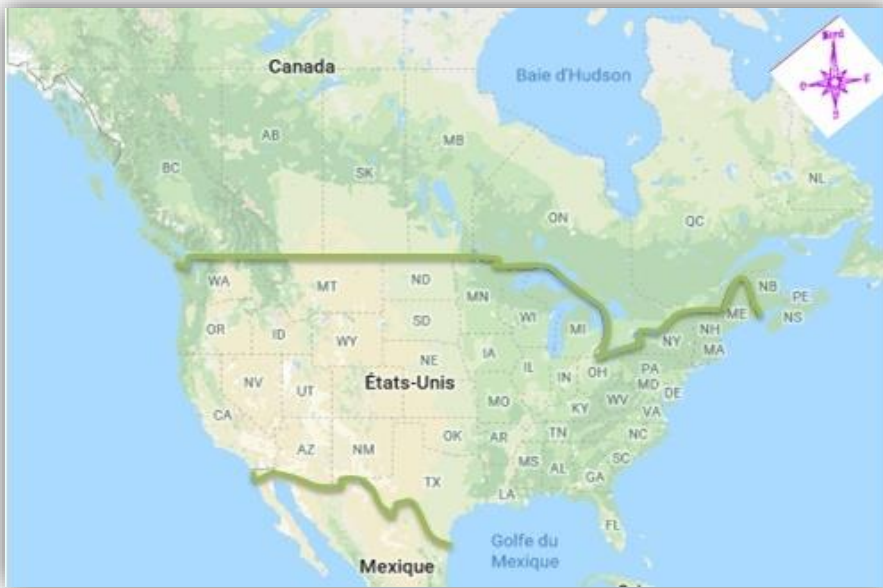 Nord
O
E
S
Canada
Baie d'Hudson
AB
MB
BC
SK
NL
ON
QC
WA
MT
ND
MN
NB
PE
ME
NS
OR
ID
SD
WI
MI
NY
NH
MA
WY
IA
NE
IL
IN
OH
PA
MD
DE
NV
UT
États-Unis
CA
MO
KY
WV
VA
AZ
NM
OK
AR
TN
NC
SC
MS
AL
GA
TX
LA
FL
Golfe du
Mexique
Mexique